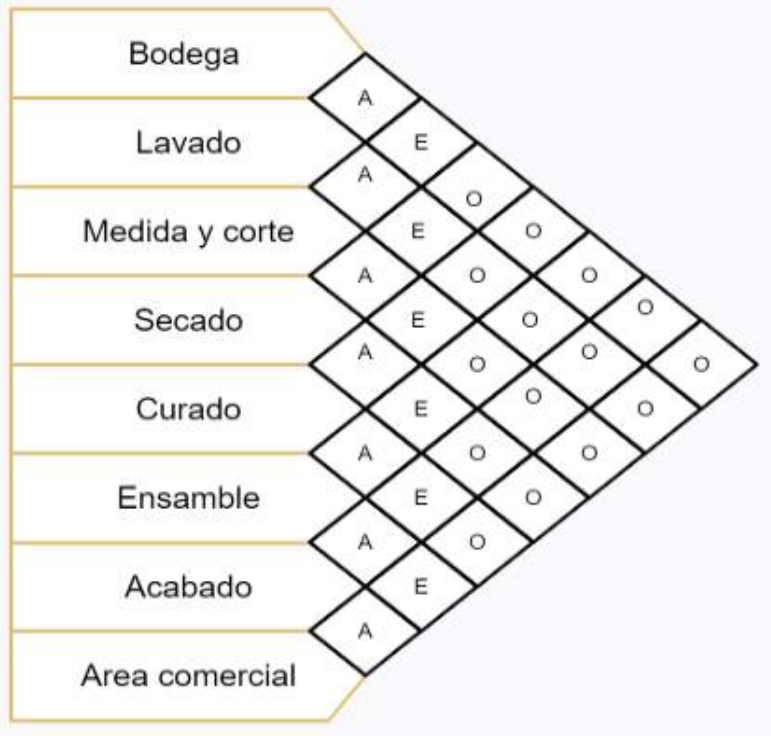 Bodega
A
Lavado E
A O
Medida y corte E O
A O O
Secado E O O
A O O O
Curado E O O
A O O
Ensamble E O
A O
Acabado E
A
Area comercial